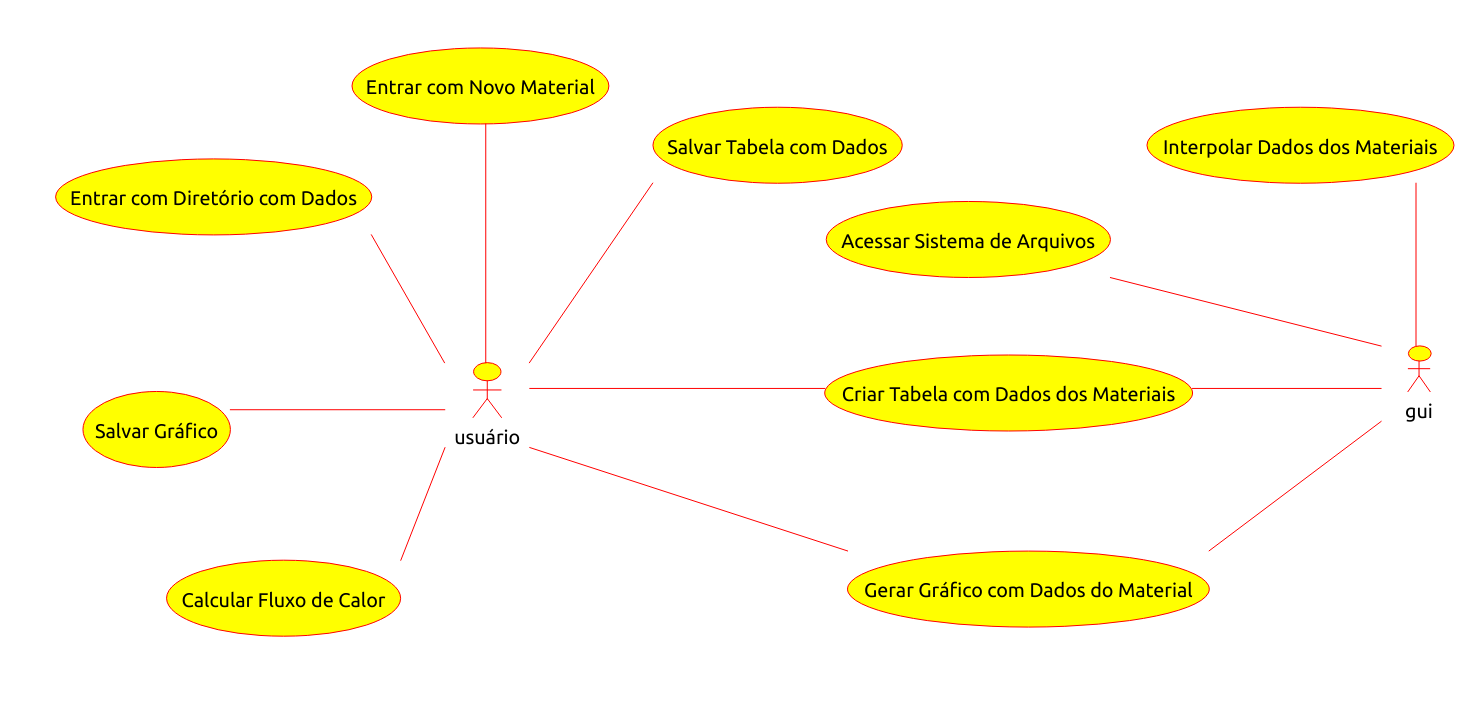 Entrar com Novo Material
Salvar Tabela com Dados
Interpolar Dados dos Materiais
Entrar com Diretório com Dados
Acessar Sistema de Arquivos
Criar Tabela com Dados dos Materiais
gui
Salvar Gráfico
usuário
Gerar Gráfico com Dados do Material
Calcular Fluxo de Calor